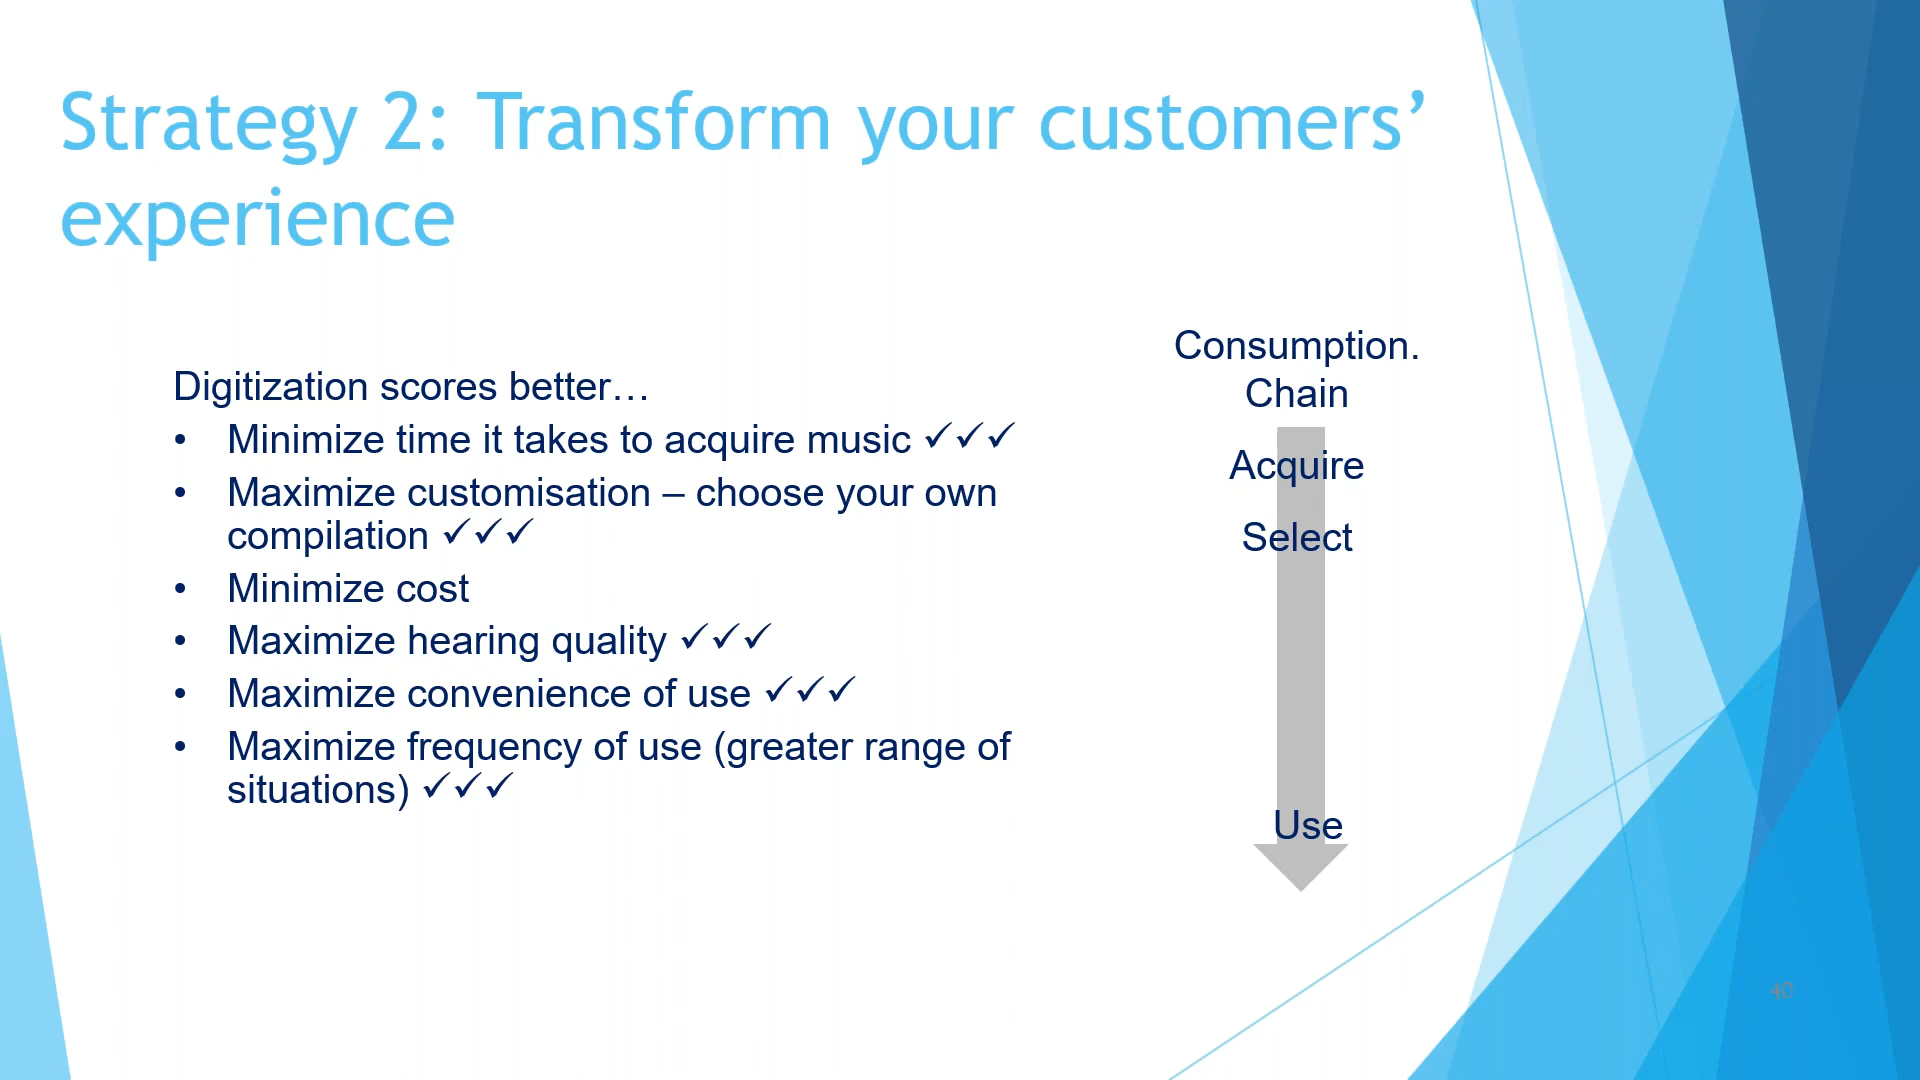 Strategy 2: Transform your customers’
experience
Digitization scores better…
• Minimize time it takes to acquire music ✓✓✓
• Maximize customisation – choose your own
compilation ✓✓✓
• Minimize cost
• Maximize hearing quality ✓✓✓
• Maximize convenience of use ✓✓✓
• Maximize frequency of use (greater range of
situations) ✓✓✓
Consumption.
Chain
Acquire
Select
Use
40